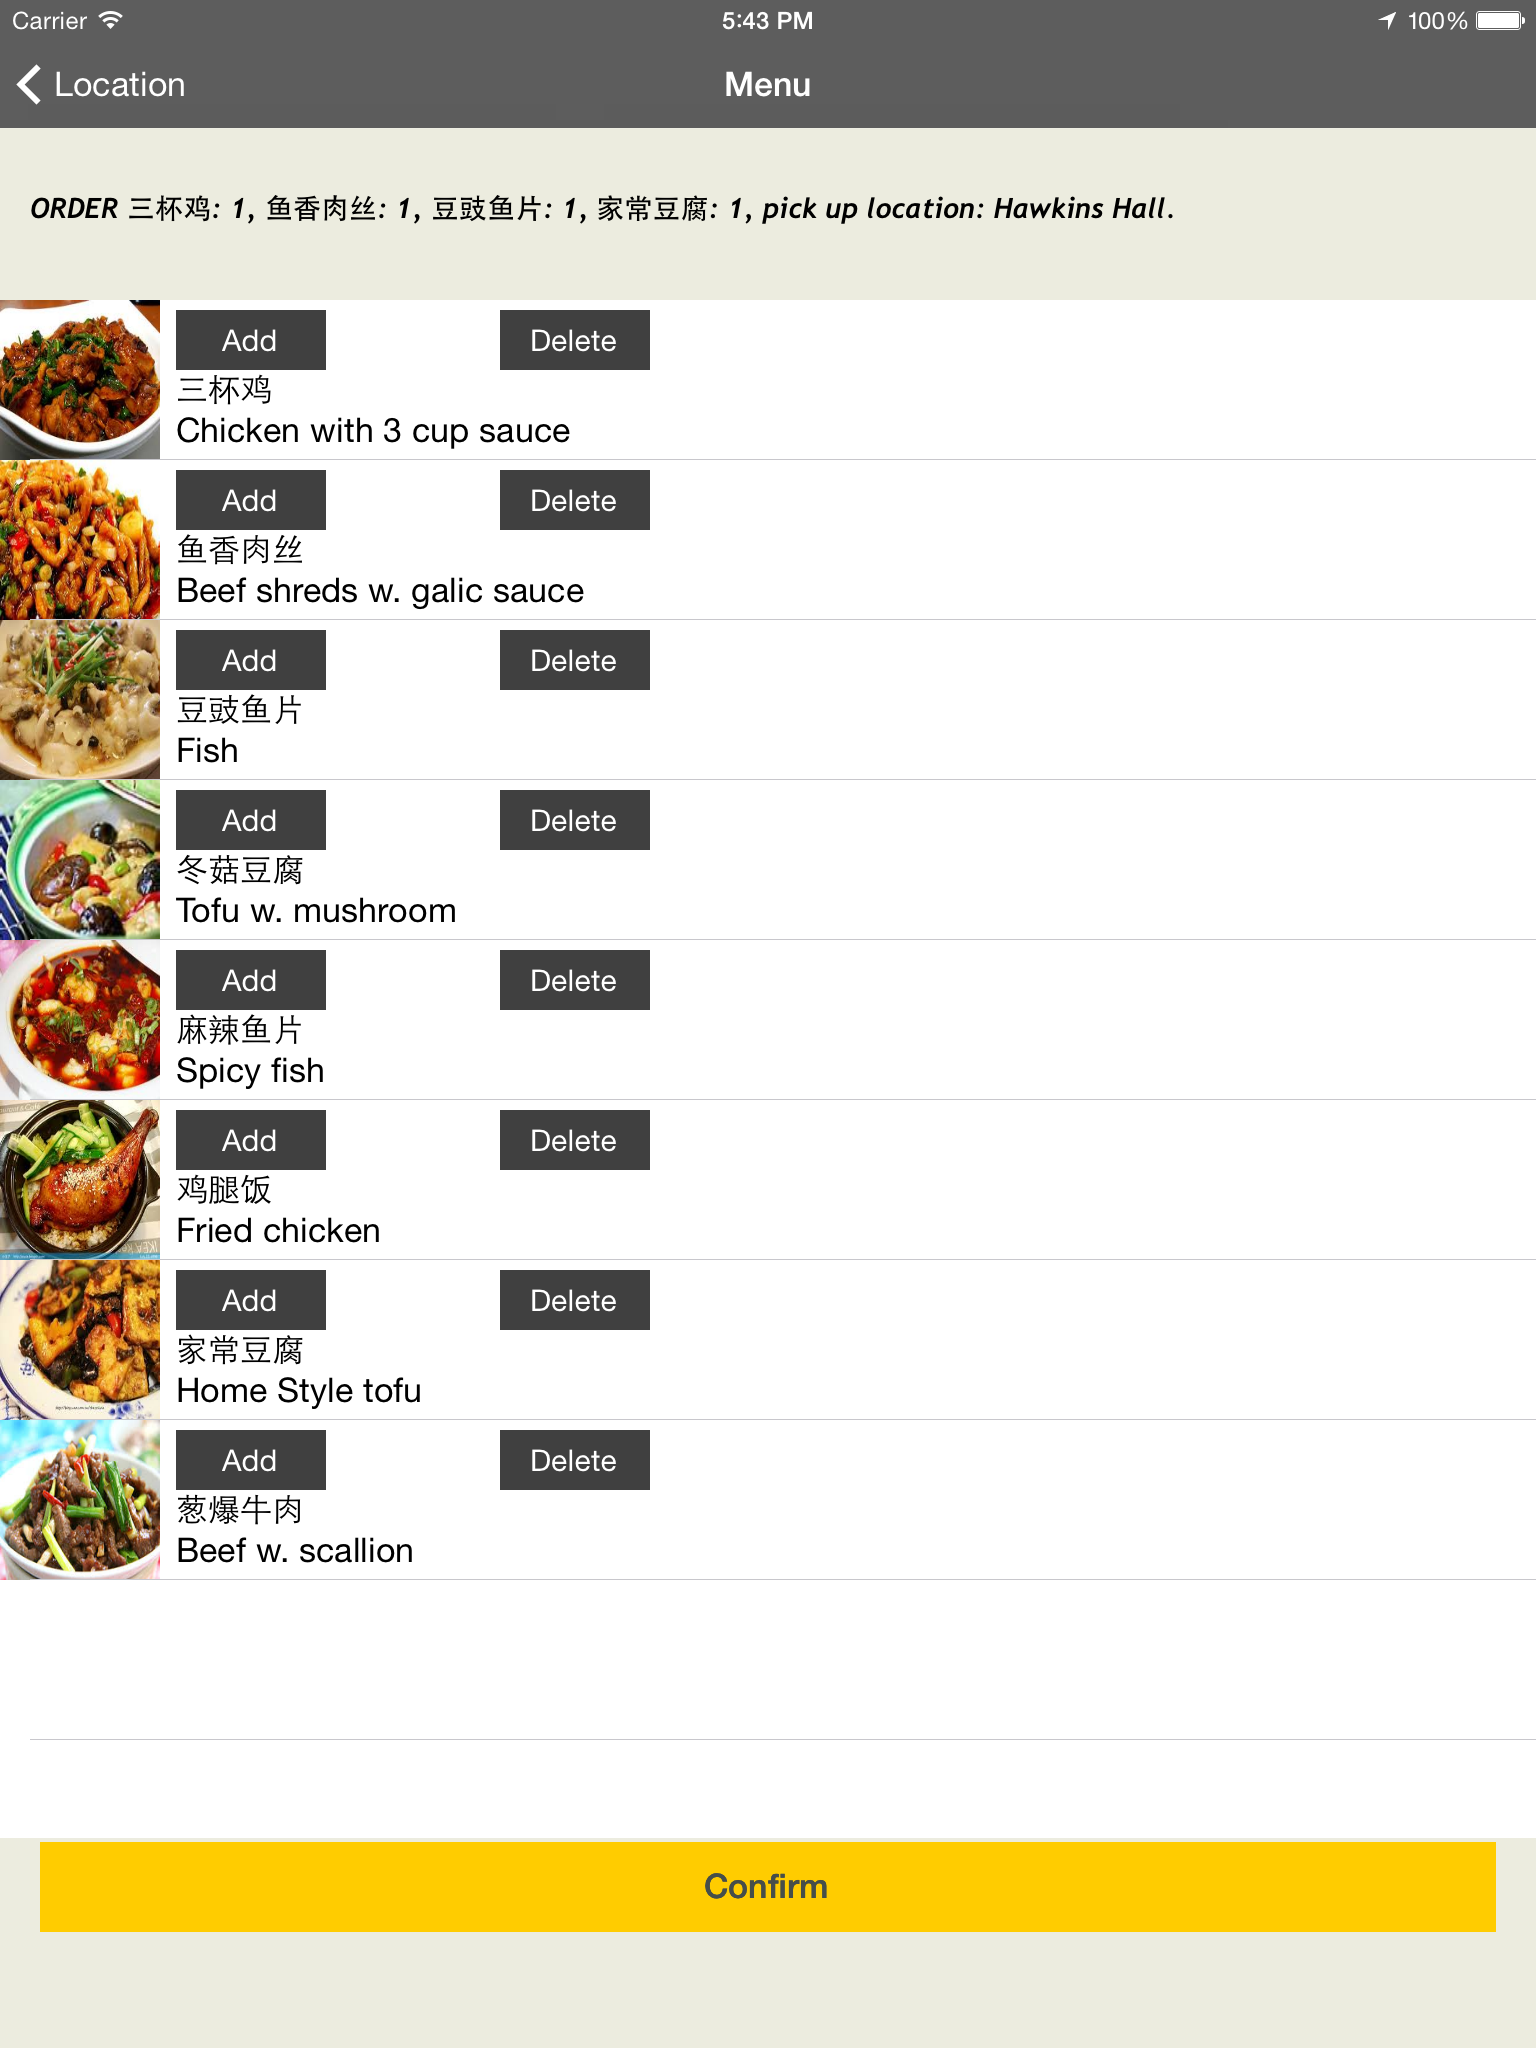 Carrier 5:43 PM 100%
Location Menu
ORDER 三杯鸡: 1, 鱼香肉丝: 1, 豆豉鱼片: 1, 家常豆腐: 1, pick up location: Hawkins Hall.
Add Delete
三杯鸡
Chicken with 3 cup sauce
Add Delete
鱼香肉丝
Beef shreds w. galic sauce
Add Delete
豆豉鱼片
Fish
Add Delete
冬菇豆腐
Tofu w. mushroom
Add Delete
麻辣鱼片
Spicy fish
Add Delete
鸡腿饭
Fried chicken
Add Delete
家常豆腐
Home Style tofu
Add Delete
葱爆牛肉
Beef w. scallion
Confirm